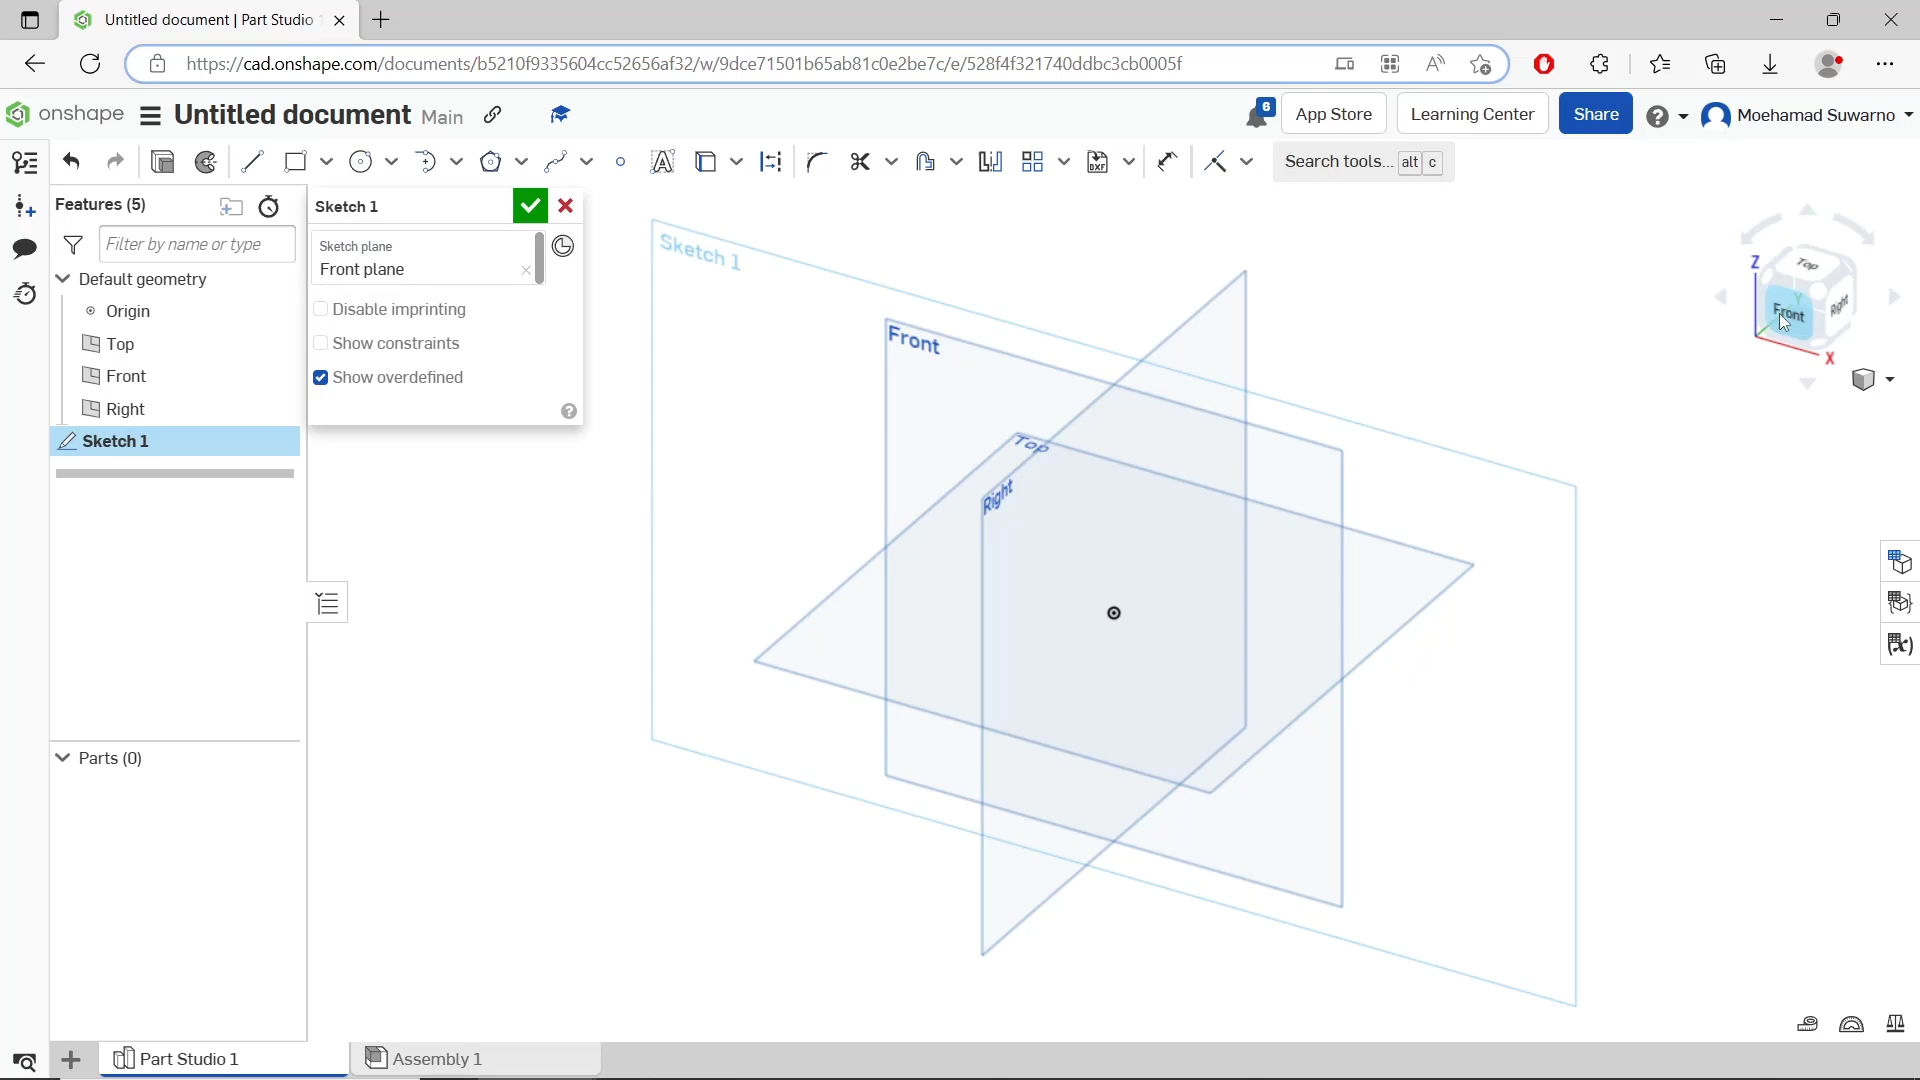 Untitled document | Part Studio 1
https://cad.onshape.com/documents/b5210f9335604cc52656af32/w/9dce71501b65ab81c0e2be7c/e/528f4f321740ddbc3cb0005f
onshape Untitled document Main
6 App Store Learning Center Share Moehamad Suwarno
DXF Search tools... alt c
Features (5)
Filter by name or type
Default geometry
Origin
Top
Front
Right
Sketch 1
Parts (0)
Sketch 1
Sketch plane
Front plane
Disable imprinting
Show constraints
Show overdefined
Sketch 1
Front
Top
Right
Top
Z
Y
Front
Right
X
Part Studio 1
Assembly 1